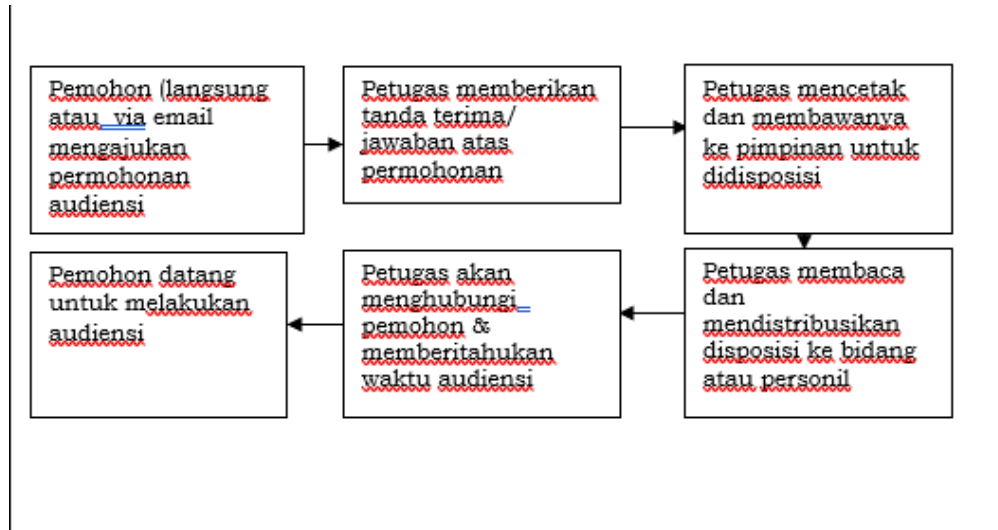 Pemohon (langsung
atau  via email
mengajukan
permohonan
audiensi
Petugas memberikan
tanda terima/
jawaban atas
permohonan
Petugas mencetak
dan membawanya
ke pimpinan untuk
didisposisi
Petugas membaca
dan
mendistribusikan
disposisi ke bidang
atau personil
Petugas akan
menghubungi
pemohon &
memberitahukan
waktu audiensi
Pemohon datang
untuk melakukan
audiensi